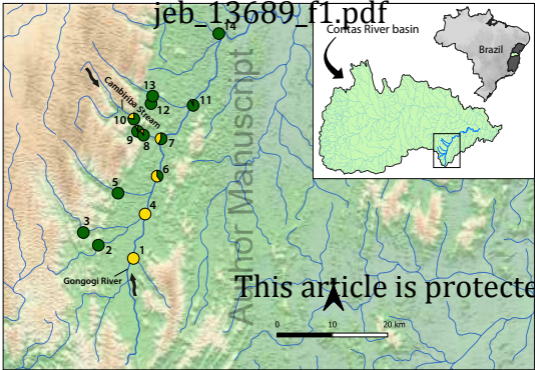 jeb_13689_f1.pdf
Contas River basin
Brazil
14
13
12
11
Cambiriba Stream
10
9
8
7
6
5
4
3
2
1
Gongogi River
Author Manuscript
This article is protecte
0 10 20 km